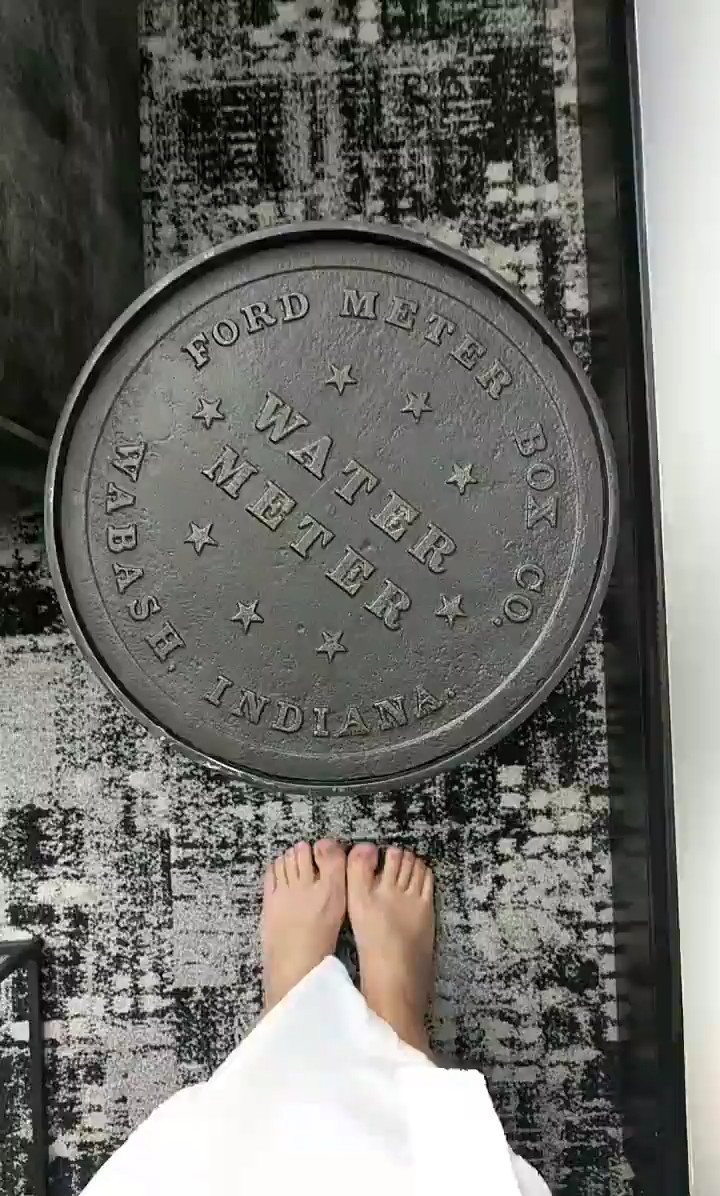 FORD METER BOX CO.
WATER
METER
WABASH, INDIANA.